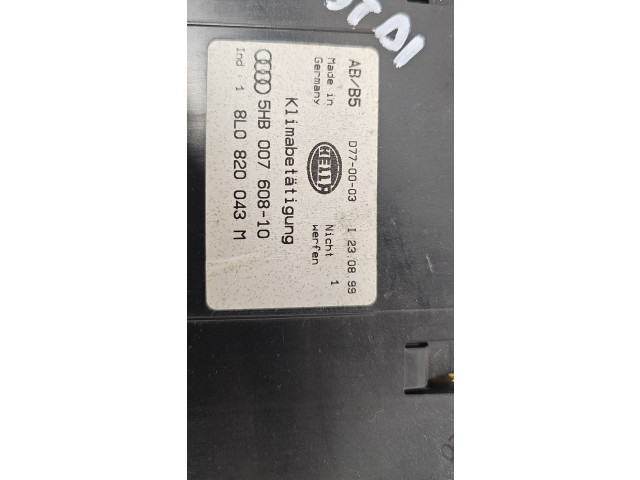 TDI
AB/B5 D77-00-03 I 23.08.99
Made in
Germany
HELLA
Nicht 1
werfen
Klimabetätigung
5HB 007 608-10
Ind. 1 8L0 820 043 M